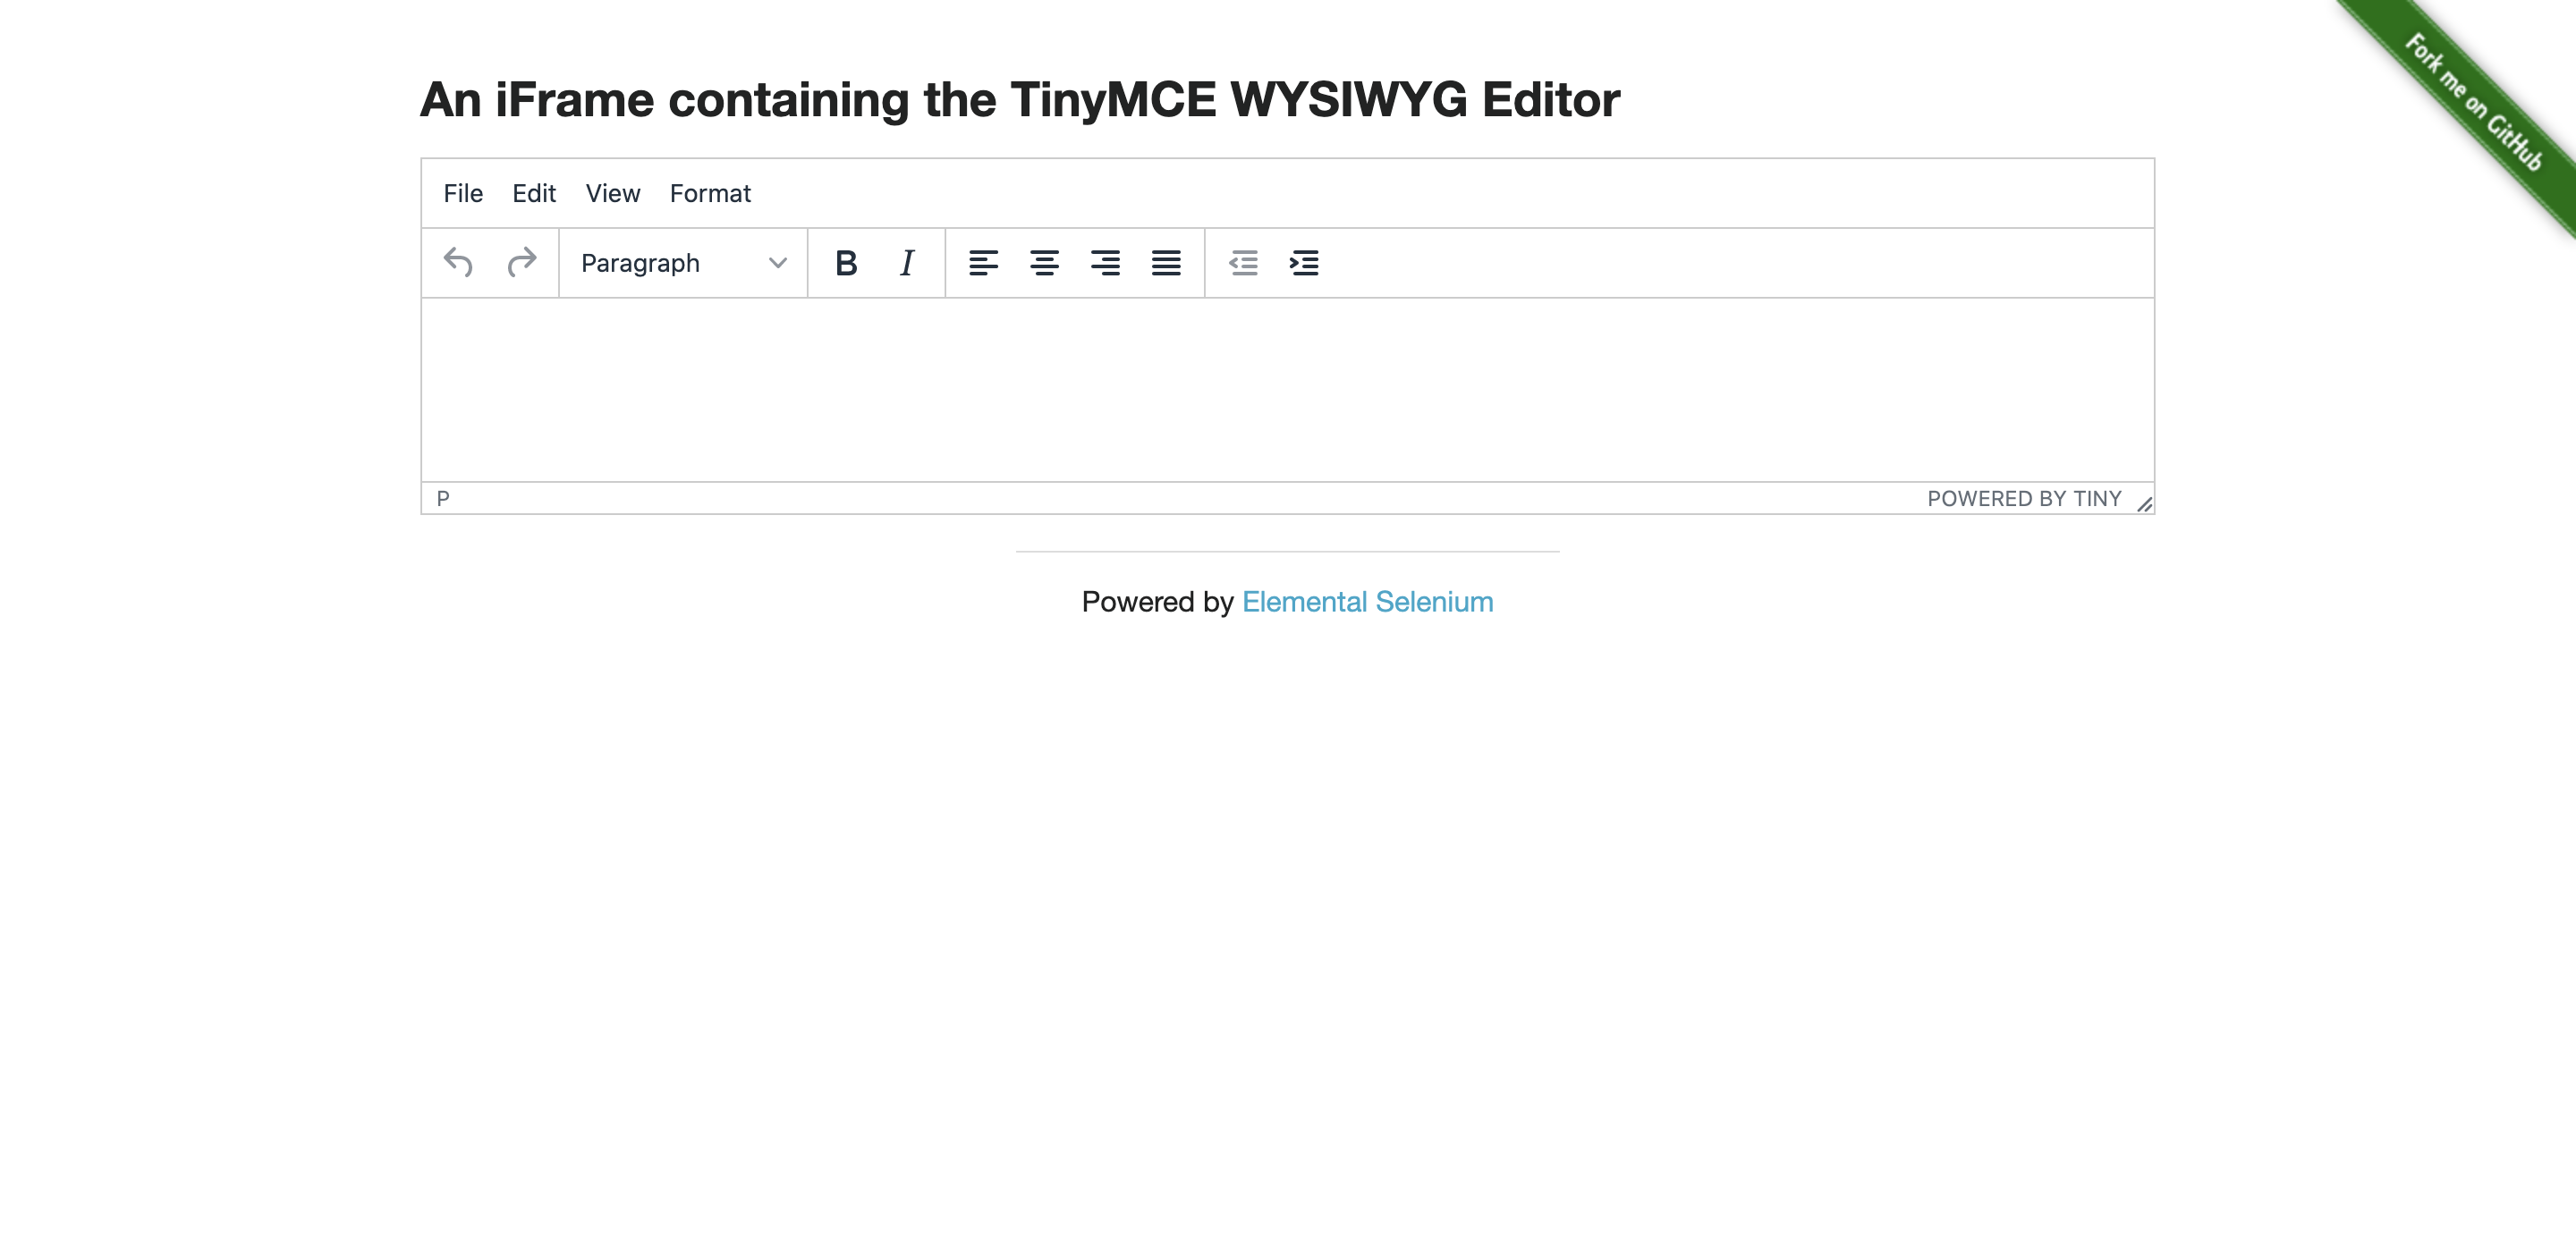 Fork me on GitHub
An iFrame containing the TinyMCE WYSIWYG Editor
File Edit View Format
Paragraph B I
P POWERED BY TINY
Powered by Elemental Selenium